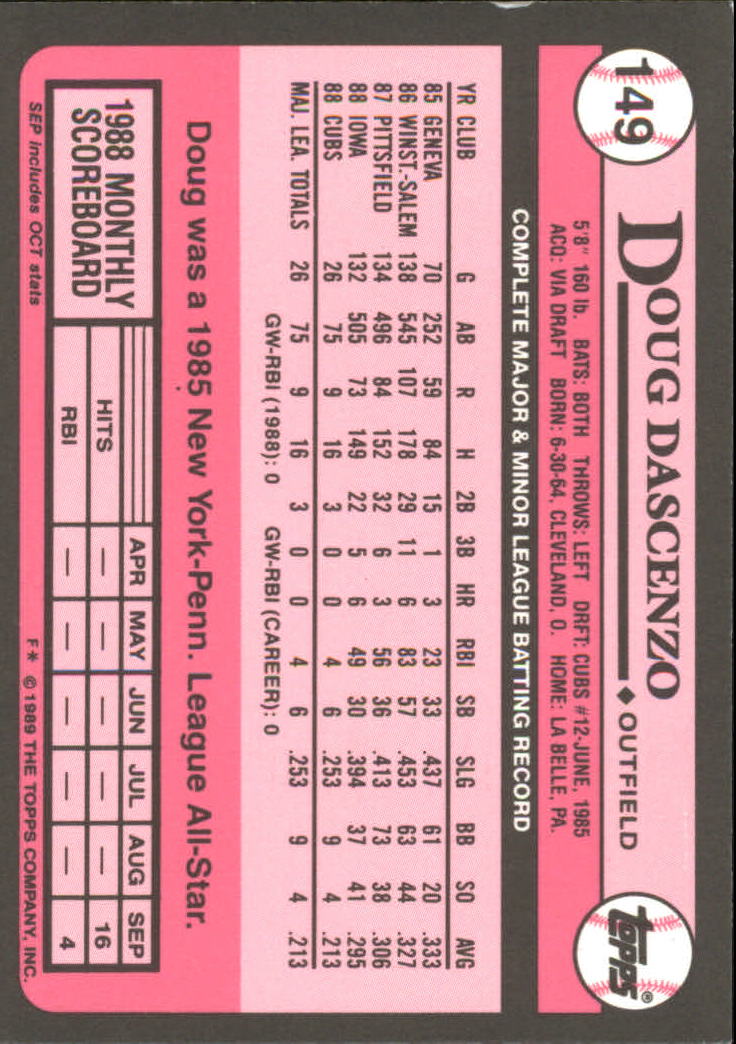 149
DOUG DASCENZO ◆OUTFIELD
TOPPS®
5'8" 160 lb. BATS: BOTH THROWS: LEFT DRFT: CUBS #12-JUNE, 1985
ACQ: VIA DRAFT BORN: 6-30-64, CLEVELAND, O. HOME: LA BELLE, PA.
COMPLETE MAJOR & MINOR LEAGUE BATTING RECORD
YR CLUB G AB R H 2B 3B HR RBI SB SLG BB SO AVG
85 GENEVA 70 252 59 84 15 1 3 23 33 .437 61 20 .333
86 WINST.-SALEM 138 545 107 178 29 11 6 83 57 .453 63 44 .327
87 PITTSFIELD 134 496 84 152 32 6 3 56 36 .413 73 38 .306
88 IOWA 132 505 73 149 22 5 6 49 30 .394 37 41 .295
88 CUBS 26 75 9 16 3 0 0 4 6 .253 9 4 .213
MAJ. LEA. TOTALS 26 75 9 16 3 0 0 4 6 .253 9 4 .213
GW-RBI (1988): 0 GW-RBI (CAREER): 0
Doug was a 1985 New York-Penn. League All-Star.
1988 MONTHLY
SCOREBOARD
APR MAY JUN JUL AUG SEP
HITS — — — — — 16
RBI — — — — — 4
SEP includes OCT stats F* © 1989 THE TOPPS COMPANY, INC.